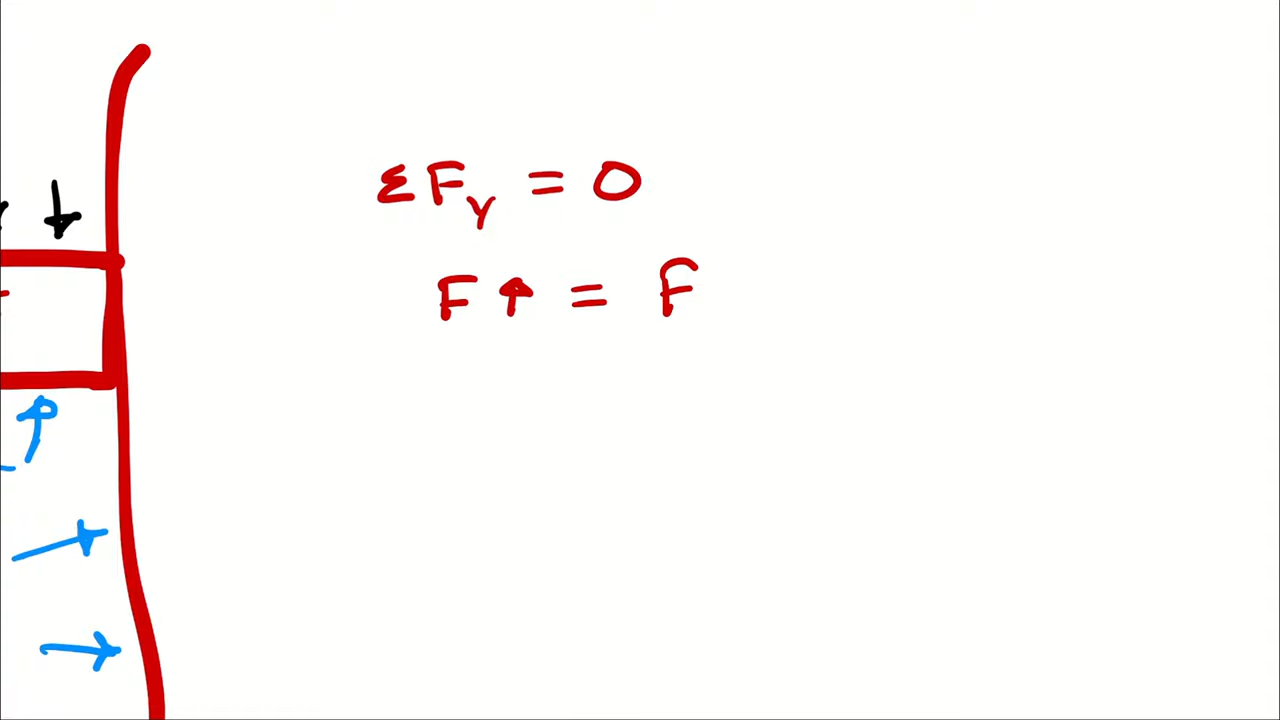 ΣF_y = 0
F↑ = F